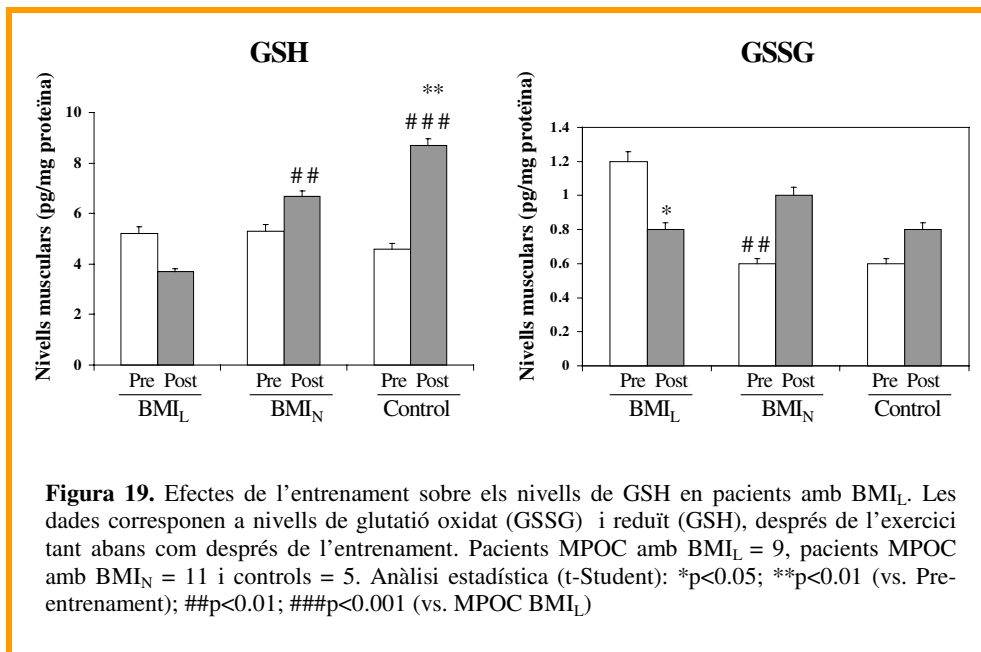 GSH
Nivells musculars (pg/mg proteïna)
10
8
6
4
2
0
##
**
###
Pre Post Pre Post Pre Post
BMIL BMIN Control
GSSG
Nivells musculars (pg/mg proteïna)
1.4
1.2
1
0.8
0.6
0.4
0.2
0
*
##
Pre Post Pre Post Pre Post
BMIL BMIN Control
Figura 19. Efectes de l'entrenament sobre els nivells de GSH en pacients amb BMIL. Les
dades corresponen a nivells de glutatió oxidat (GSSG) i reduït (GSH), després de l'exercici
tant abans com després de l'entrenament. Pacients MPOC amb BMIL = 9, pacients MPOC
amb BMIN = 11 i controls = 5. Anàlisi estadística (t-Student): *p<0.05; **p<0.01 (vs. Pre-
entrenament); ##p<0.01; ###p<0.001 (vs. MPOC BMIL)